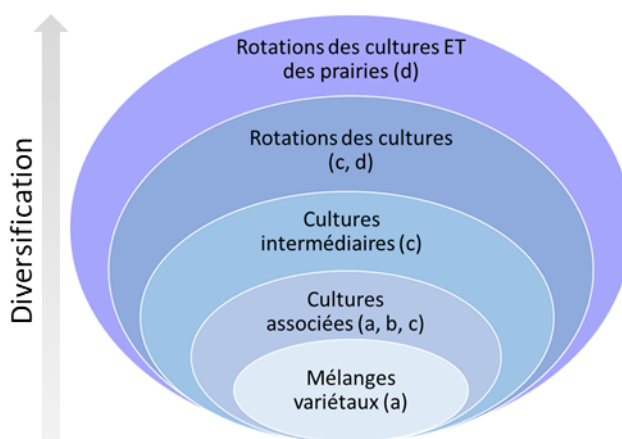 Diversification
Rotations des cultures ET
des prairies (d)
Rotations des cultures
(c, d)
Cultures
intermédiaires (c)
Cultures
associées (a, b, c)
Mélanges
variétaux (a)